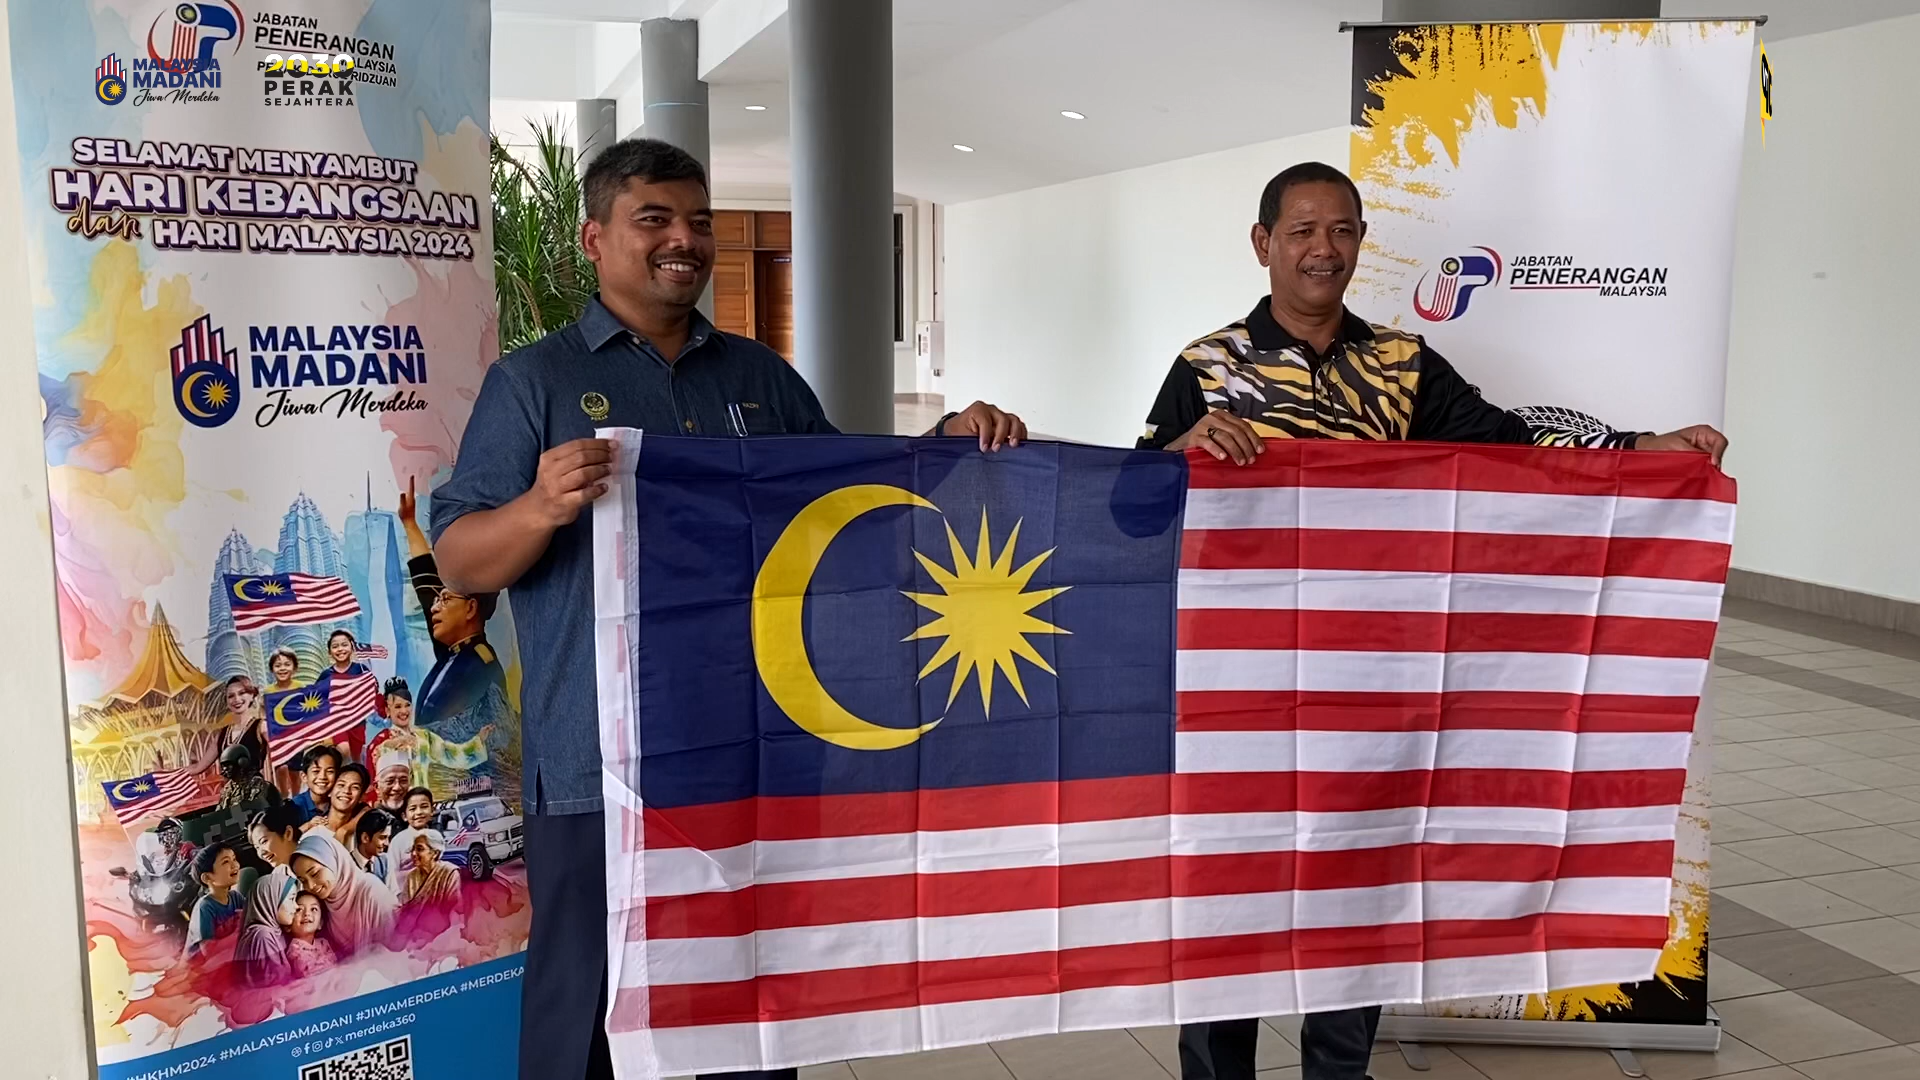 JABATAN
PENERANGAN
MALAYSIA
MADANI
Jiwa Merdeka
2030
PERAK
SEJAHTERA
RIDZUAN
SELAMAT MENYAMBUT
HARI KEBANGSAAN
dan HARI MALAYSIA 2024
MALAYSIA
MADANI
Jiwa Merdeka
#HKHM2024 #MALAYSIAMADANI #JIWAMERDEKA #MERDEKA
merdeka360
JABATAN
PENERANGAN
MALAYSIA